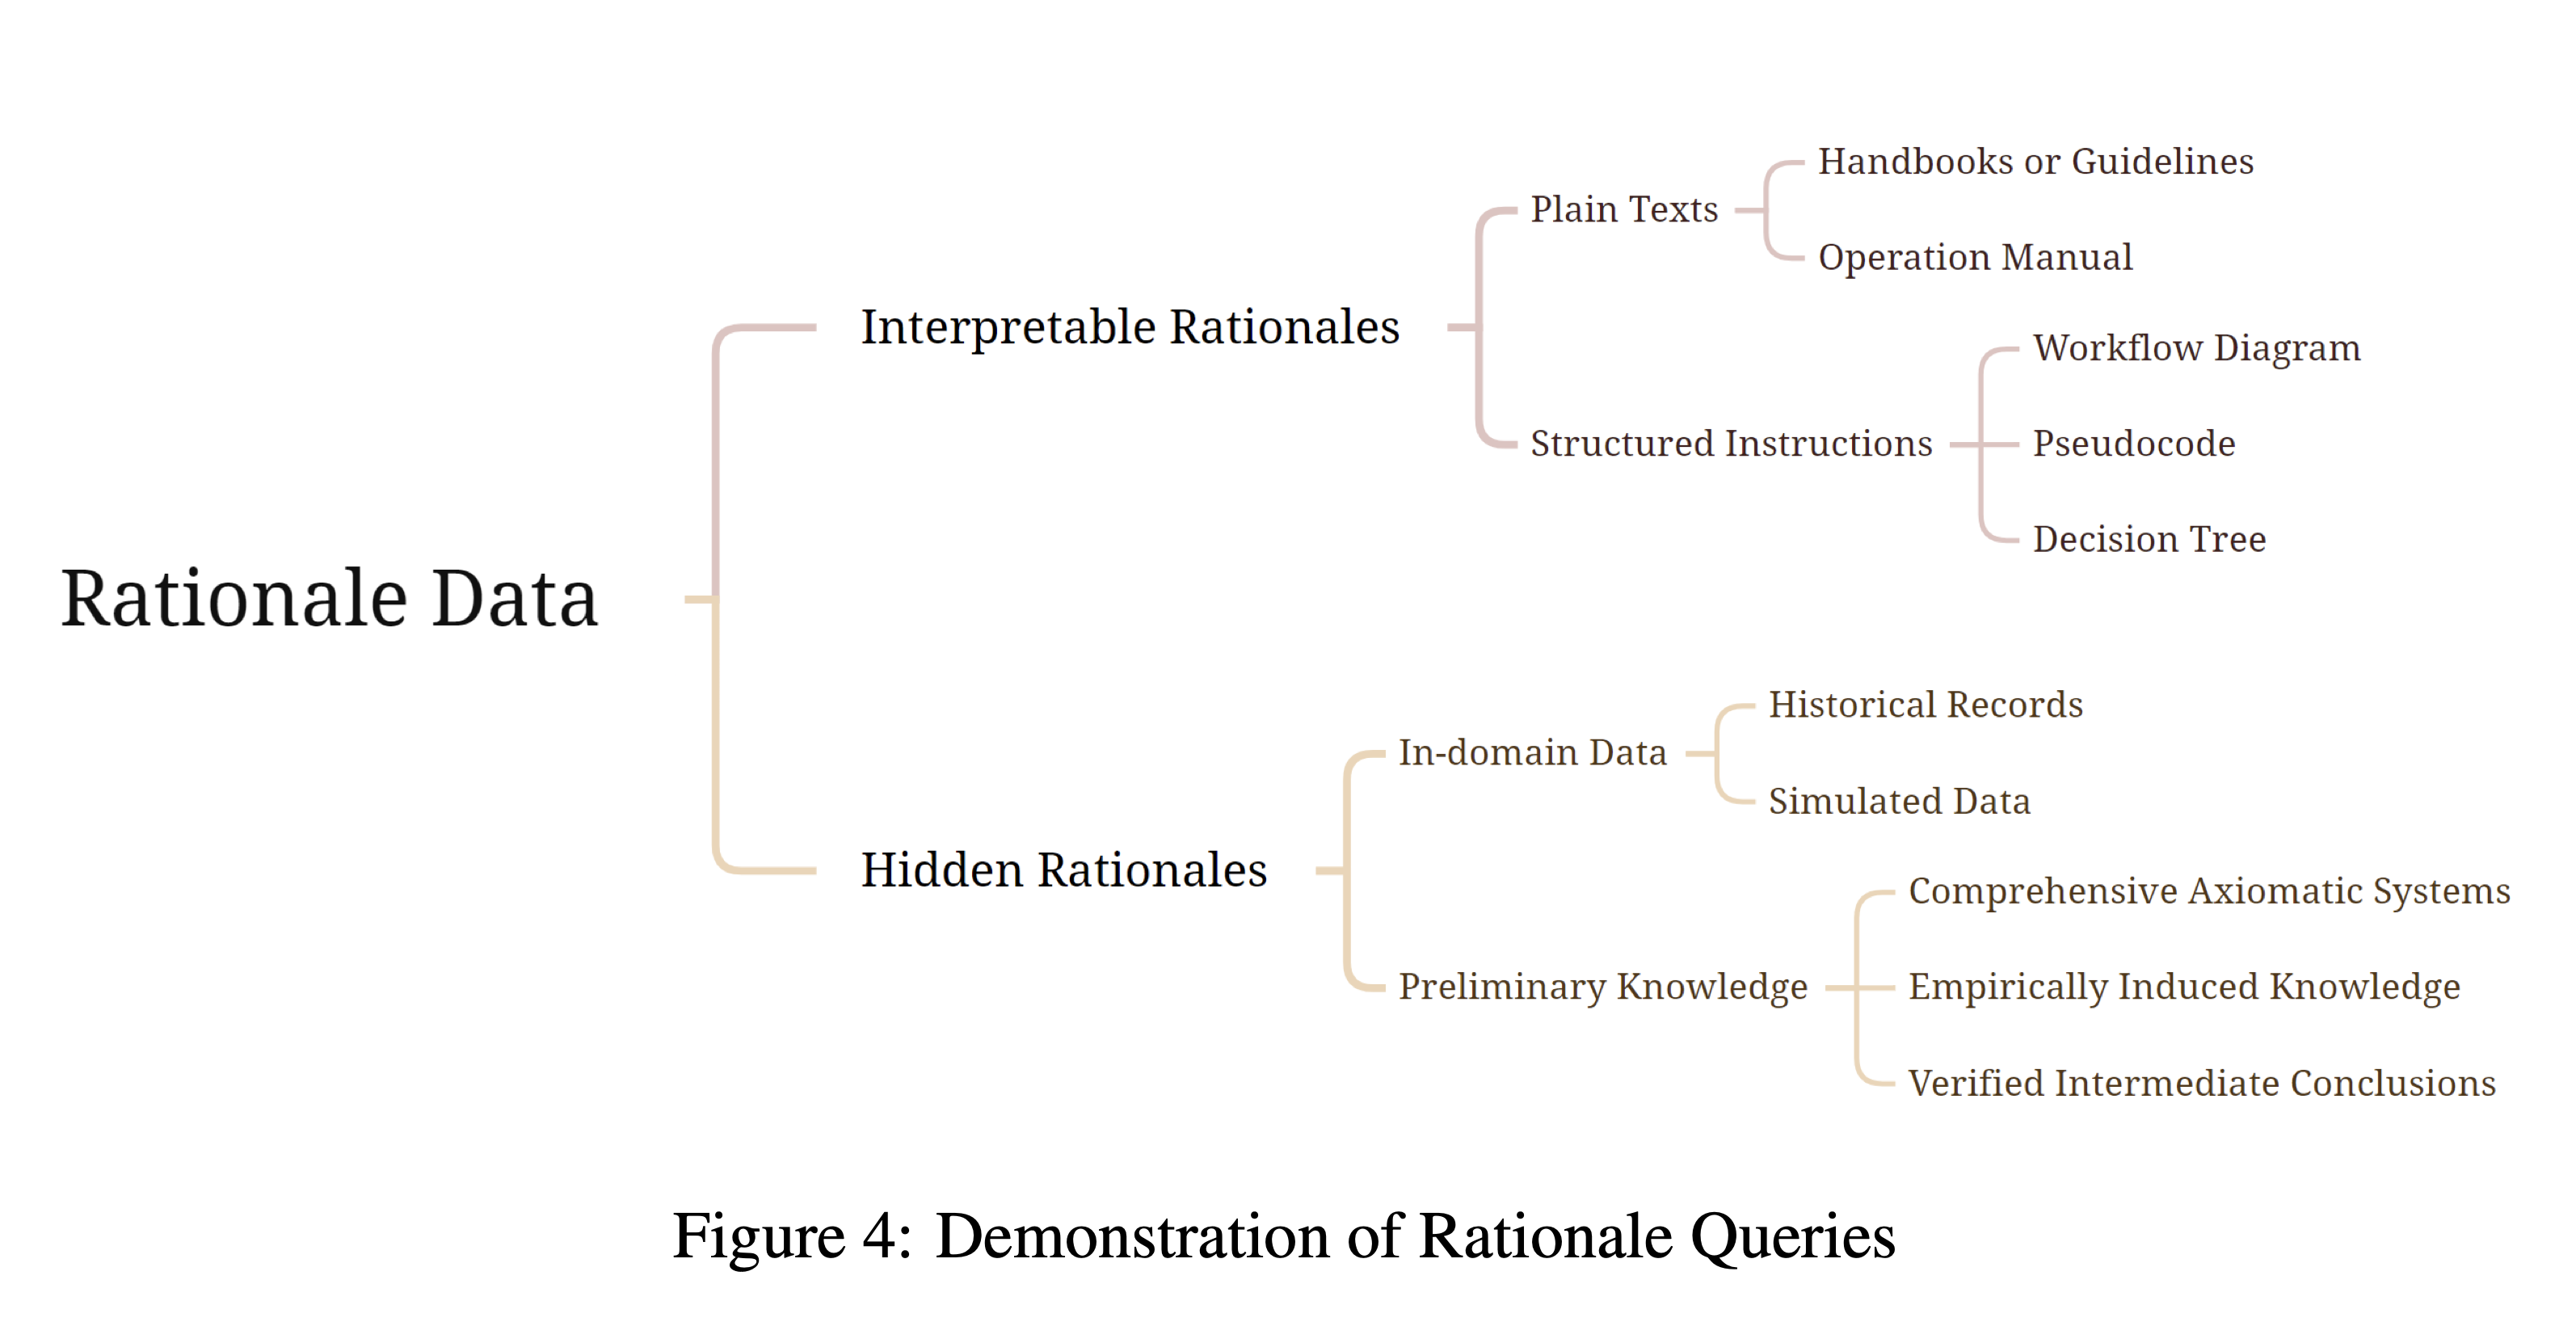 Rationale Data
Interpretable Rationales
Plain Texts
Handbooks or Guidelines
Operation Manual
Structured Instructions
Workflow Diagram
Pseudocode
Decision Tree
Hidden Rationales
In-domain Data
Historical Records
Simulated Data
Preliminary Knowledge
Comprehensive Axiomatic Systems
Empirically Induced Knowledge
Verified Intermediate Conclusions
Figure 4: Demonstration of Rationale Queries